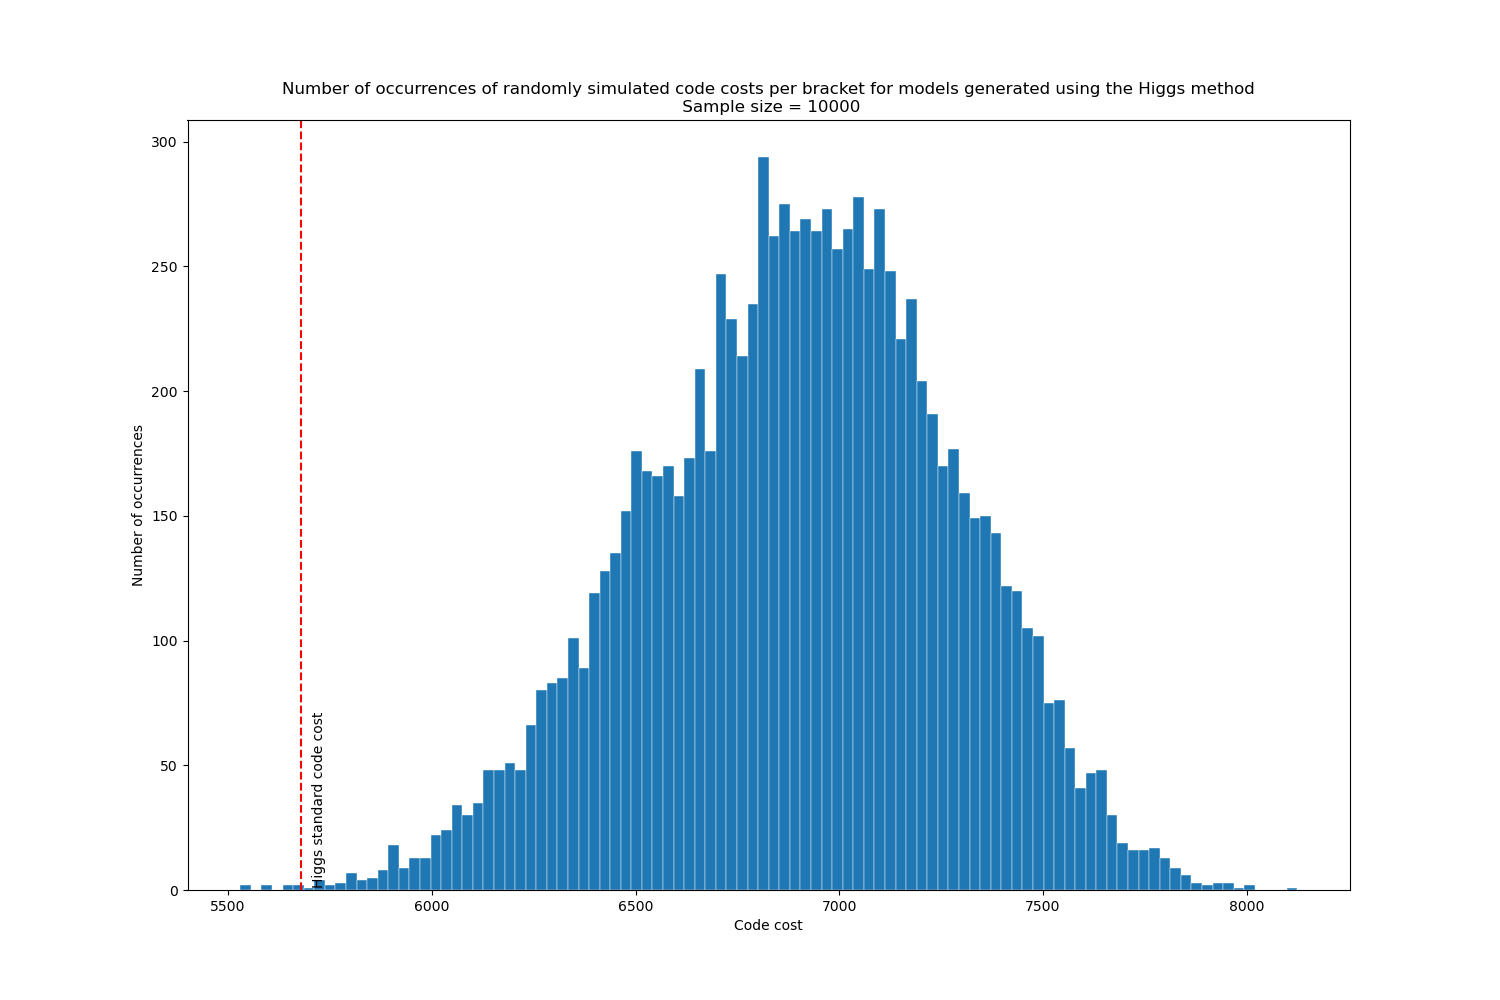 Number of occurrences of randomly simulated code costs per bracket for models generated using the Higgs method
Sample size = 10000
300
250
200
150
100
50
0
Number of occurrences
Higgs standard code cost
5500
6000
6500
7000
7500
8000
Code cost